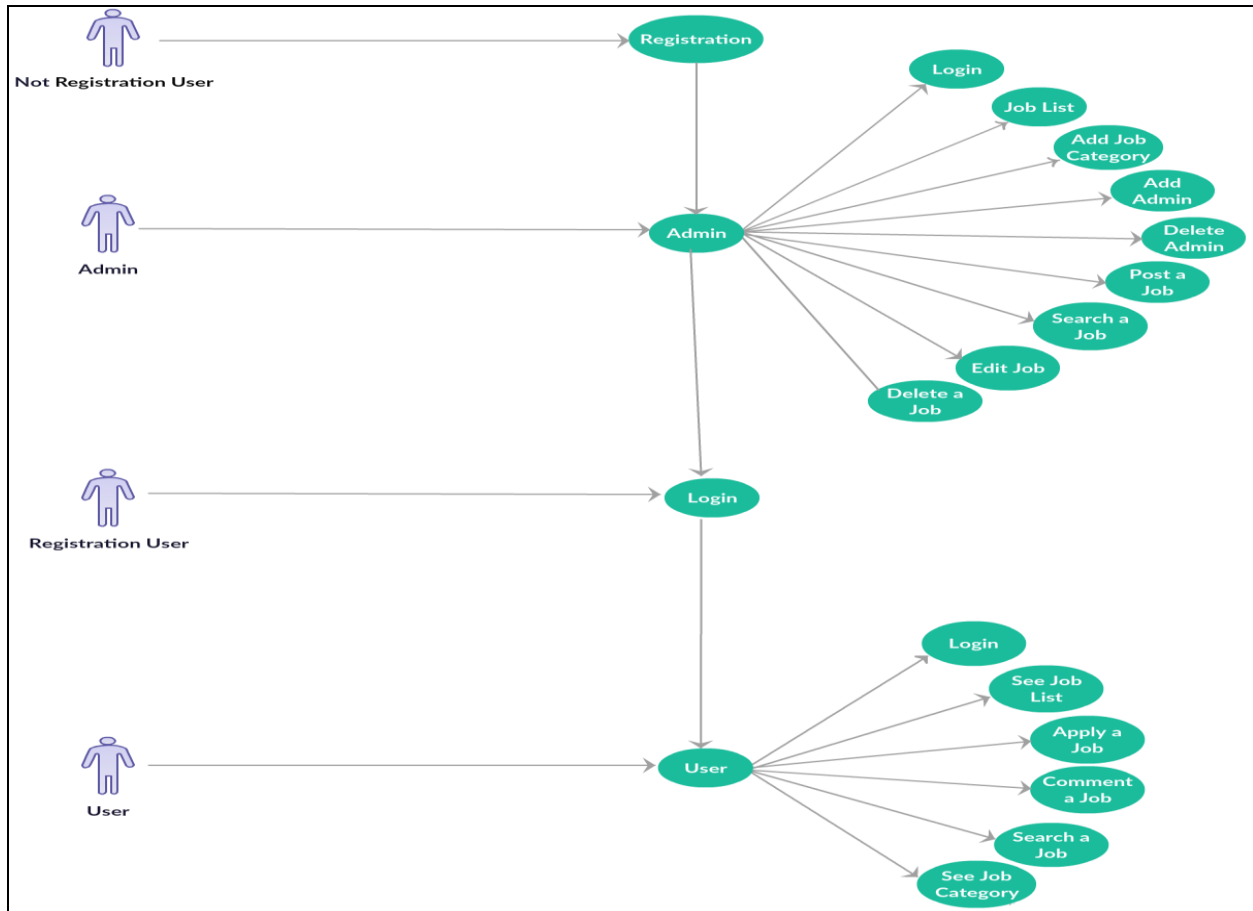 Registration
Not Registration User
Login
Job List
Add Job
Category
Add
Admin
Admin
Delete
Admin
Admin
Post a
Job
Search a
Job
Edit Job
Delete a
Job
Login
Registration User
Login
See Job
List
Apply a
Job
User
Comment
a Job
User
Search a
Job
See Job
Category